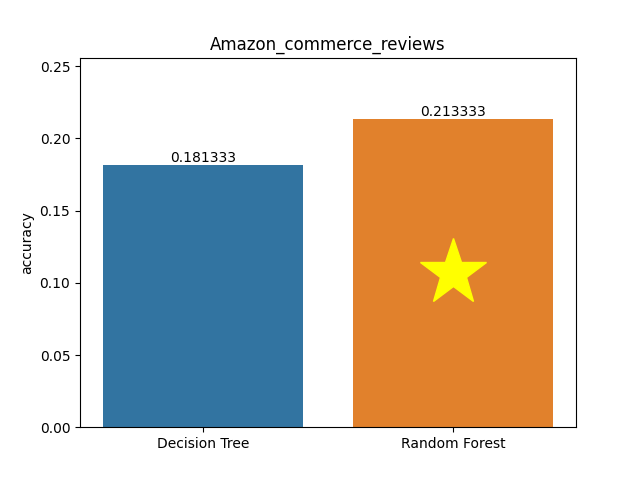 Amazon_commerce_reviews
accuracy
0.25
0.20
0.15
0.10
0.05
0.00
0.181333
0.213333
Decision Tree
Random Forest